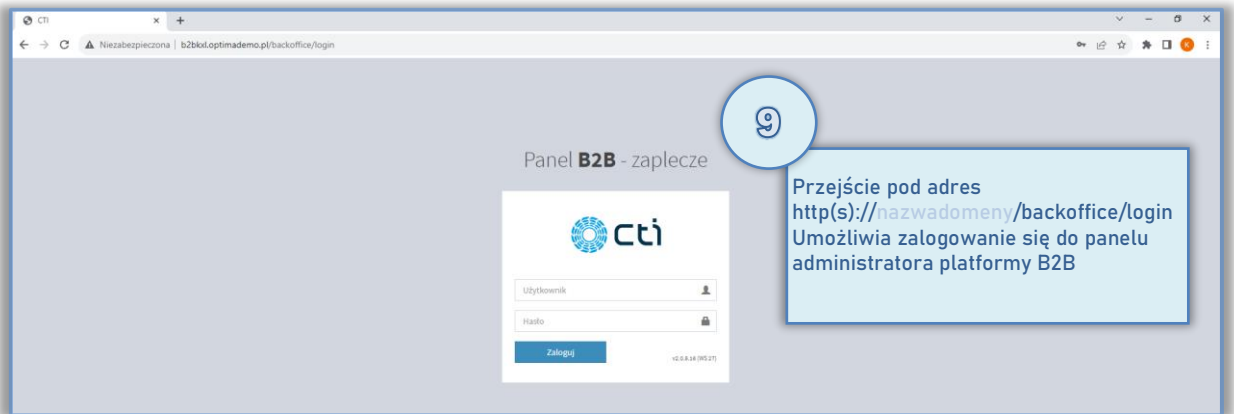 CTI
Niezabezpieczona | b2bkxl.optimademo.pl/backoffice/login
K
9
Panel B2B - zaplecze
Przejście pod adres
http(s)://nazwadomeny/backoffice/login
Umożliwia zalogowanie się do panelu
administratora platformy B2B
cti
Użytkownik
Hasło
Zaloguj